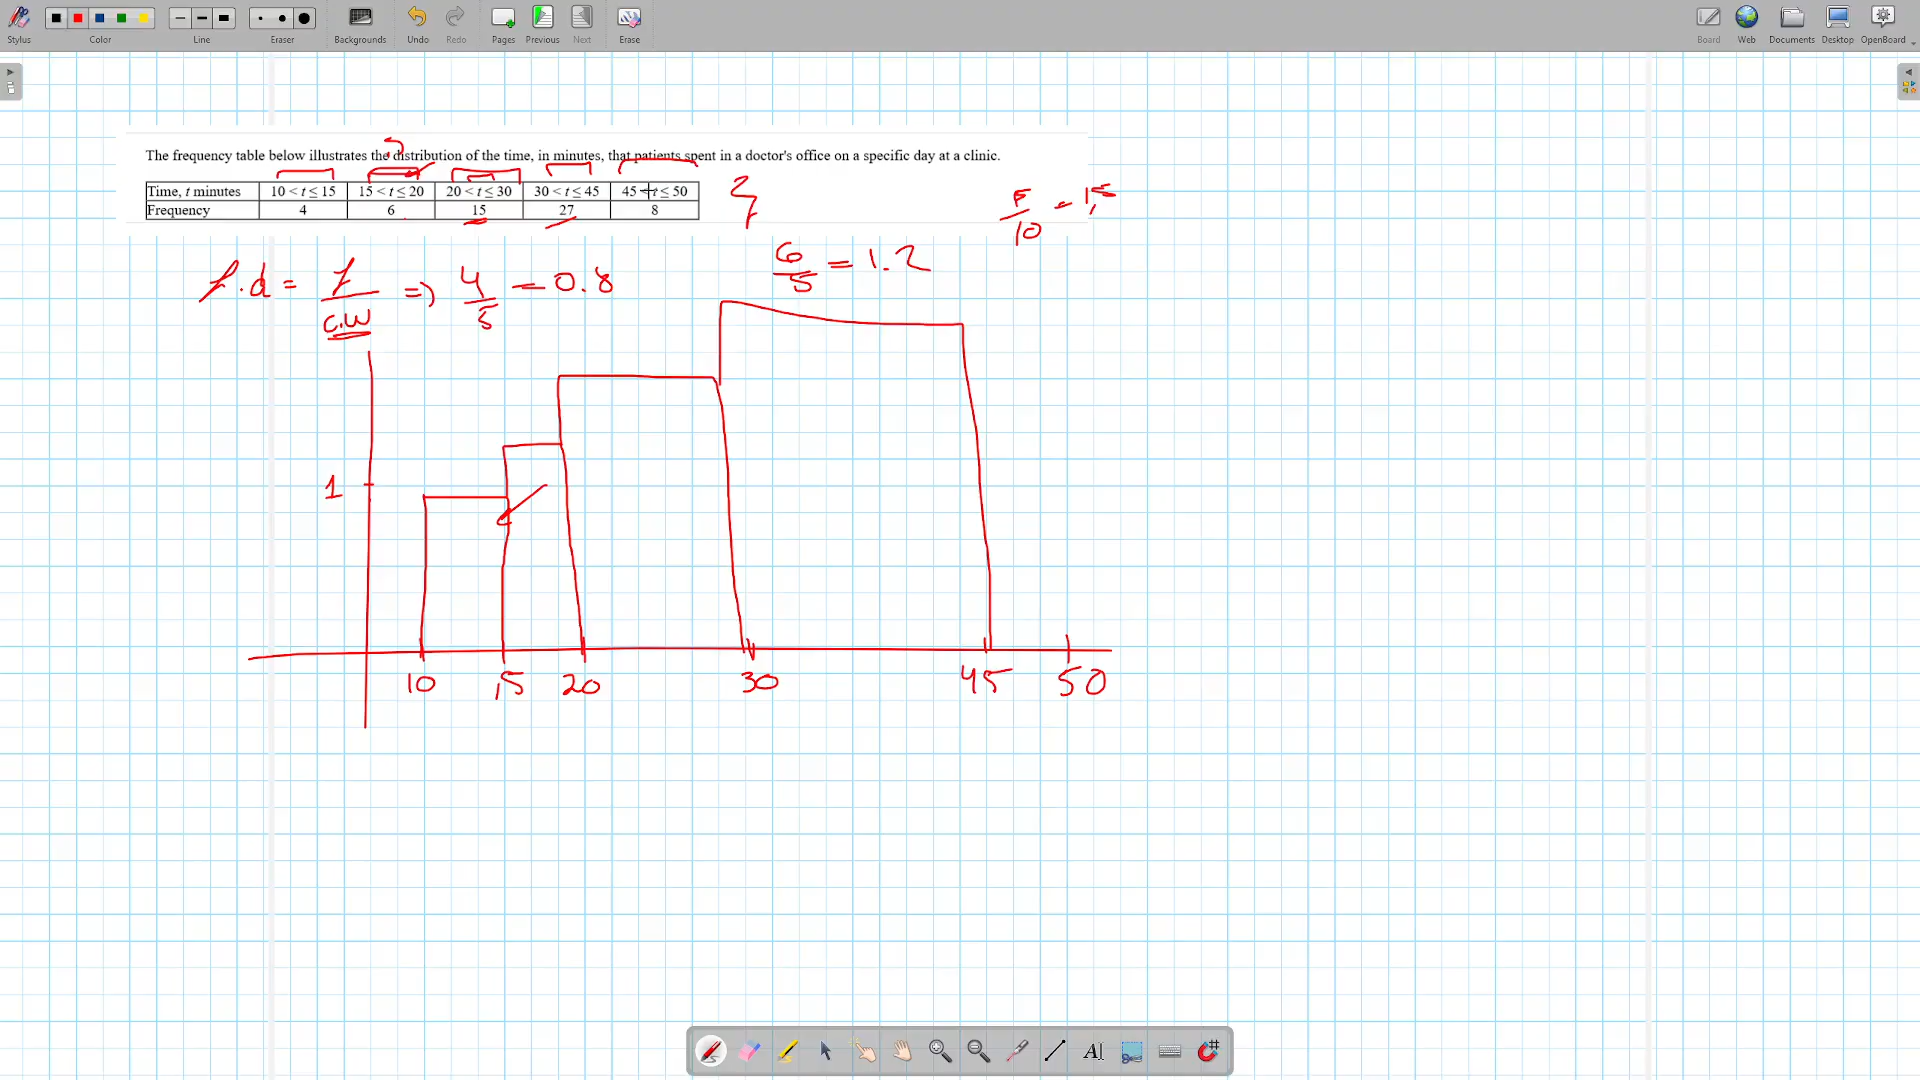 Stylus Color Line Eraser Backgrounds Undo Redo Pages Previous Next Erase Board Web Documents Desktop OpenBoard
The frequency table below illustrates the distribution of the time, in minutes, that patients spent in a doctor's office on a specific day at a clinic.
Time, t minutes 10 < t ≤ 15 15 < t ≤ 20 20 < t ≤ 30 30 < t ≤ 45 45 < t ≤ 50
Frequency 4 6 15 27 8
F/10 = 1.5
6/5 = 1.2
f.d = f/c.w => 4/5 = 0.8
1
10 15 20 30 45 50